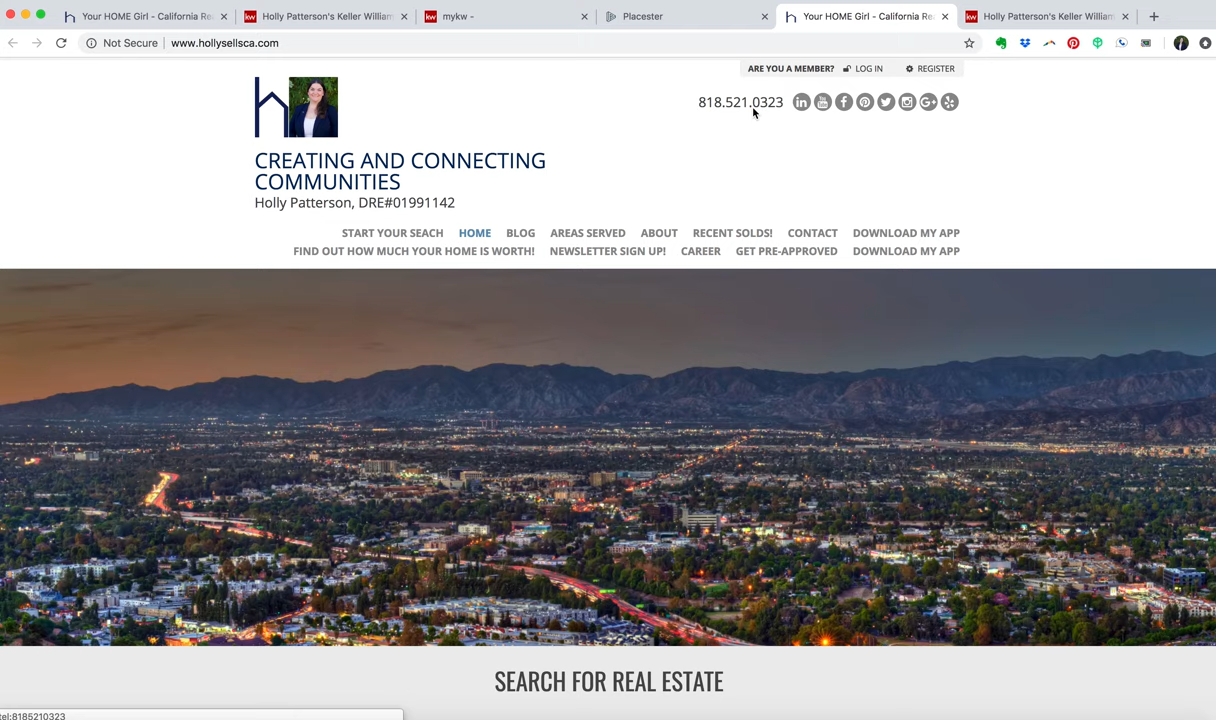 Your HOME Girl - California Re
Holly Patterson's Keller William
mykw -
Placester
Your HOME Girl - California Re
Holly Patterson's Keller William
Not Secure
www.hollysellsca.com
ARE YOU A MEMBER? LOG IN REGISTER
818.521.0323
CREATING AND CONNECTING
COMMUNITIES
Holly Patterson, DRE#01991142
START YOUR SEACH HOME BLOG AREAS SERVED ABOUT RECENT SOLDS! CONTACT DOWNLOAD MY APP
FIND OUT HOW MUCH YOUR HOME IS WORTH! NEWSLETTER SIGN UP! CAREER GET PRE-APPROVED DOWNLOAD MY APP
SEARCH FOR REAL ESTATE
tel:8185210323